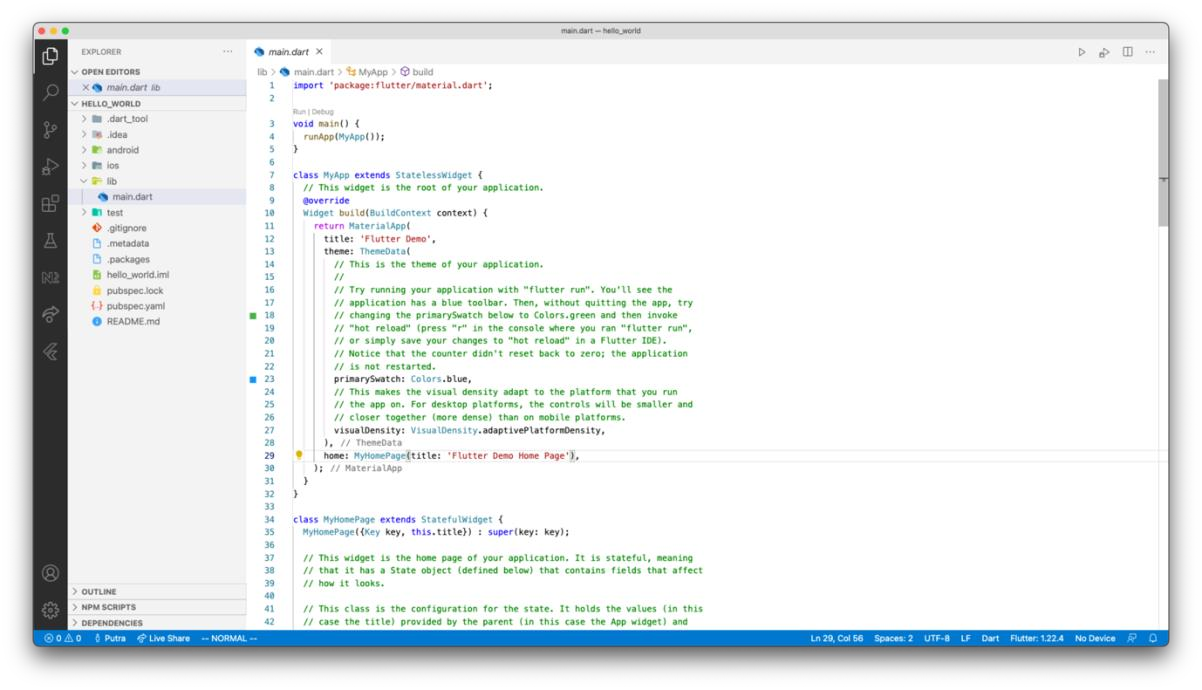 main.dart — hello_world
EXPLORER
OPEN EDITORS
main.dart lib
HELLO_WORLD
.dart_tool
.idea
android
ios
lib
main.dart
test
.gitignore
.metadata
.packages
hello_world.iml
pubspec.lock
pubspec.yaml
README.md
OUTLINE
NPM SCRIPTS
DEPENDENCIES
main.dart
lib > main.dart > MyApp > build
1 import 'package:flutter/material.dart';
2
Run | Debug
3 void main() {
4   runApp(MyApp());
5 }
6
7 class MyApp extends StatelessWidget {
8   // This widget is the root of your application.
9   @override
10   Widget build(BuildContext context) {
11     return MaterialApp(
12       title: 'Flutter Demo',
13       theme: ThemeData(
14         // This is the theme of your application.
15         //
16         // Try running your application with "flutter run". You'll see the
17         // application has a blue toolbar. Then, without quitting the app, try
18         // changing the primarySwatch below to Colors.green and then invoke
19         // "hot reload" (press "r" in the console where you ran "flutter run",
20         // or simply save your changes to "hot reload" in a Flutter IDE).
21         // Notice that the counter didn't reset back to zero; the application
22         // is not restarted.
23         primarySwatch: Colors.blue,
24         // This makes the visual density adapt to the platform that you run
25         // the app on. For desktop platforms, the controls will be smaller and
26         // closer together (more dense) than on mobile platforms.
27         visualDensity: VisualDensity.adaptivePlatformDensity,
28       ), // ThemeData
29       home: MyHomePage(title: 'Flutter Demo Home Page'),
30     ); // MaterialApp
31   }
32 }
33
34 class MyHomePage extends StatefulWidget {
35   MyHomePage({Key key, this.title}) : super(key: key);
36
37   // This widget is the home page of your application. It is stateful, meaning
38   // that it has a State object (defined below) that contains fields that affect
39   // how it looks.
40
41   // This class is the configuration for the state. It holds the values (in this
42   // case the title) provided by the parent (in this case the App widget) and
0 0 Putra Live Share -- NORMAL -- Ln 29, Col 56 Spaces: 2 UTF-8 LF Dart Flutter: 1.22.4 No Device